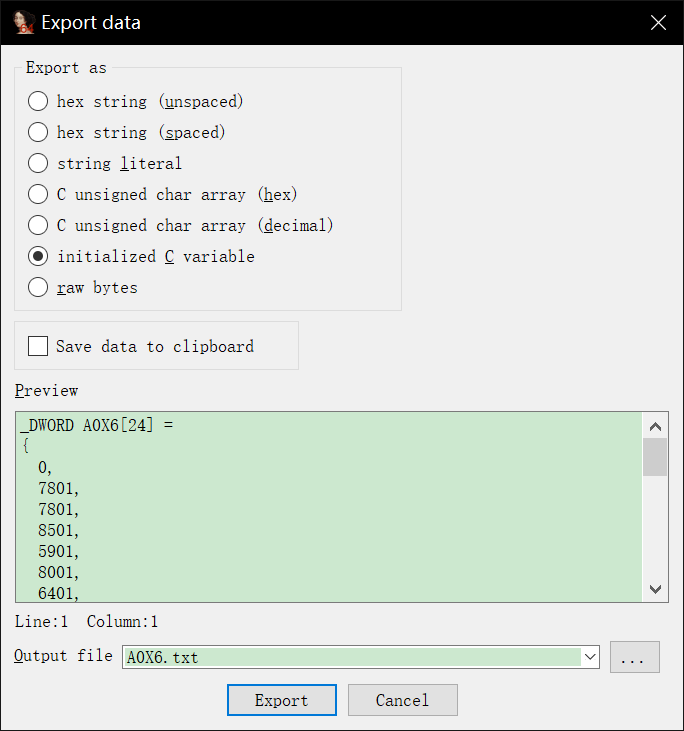 Export data
Export as
hex string (unspaced)
hex string (spaced)
string literal
C unsigned char array (hex)
C unsigned char array (decimal)
initialized C variable
raw bytes
Save data to clipboard
Preview
_DWORD A0X6[24] =
{
0,
7801,
7801,
8501,
5901,
8001,
6401,
Line:1 Column:1
Output file A0X6.txt ...
Export Cancel